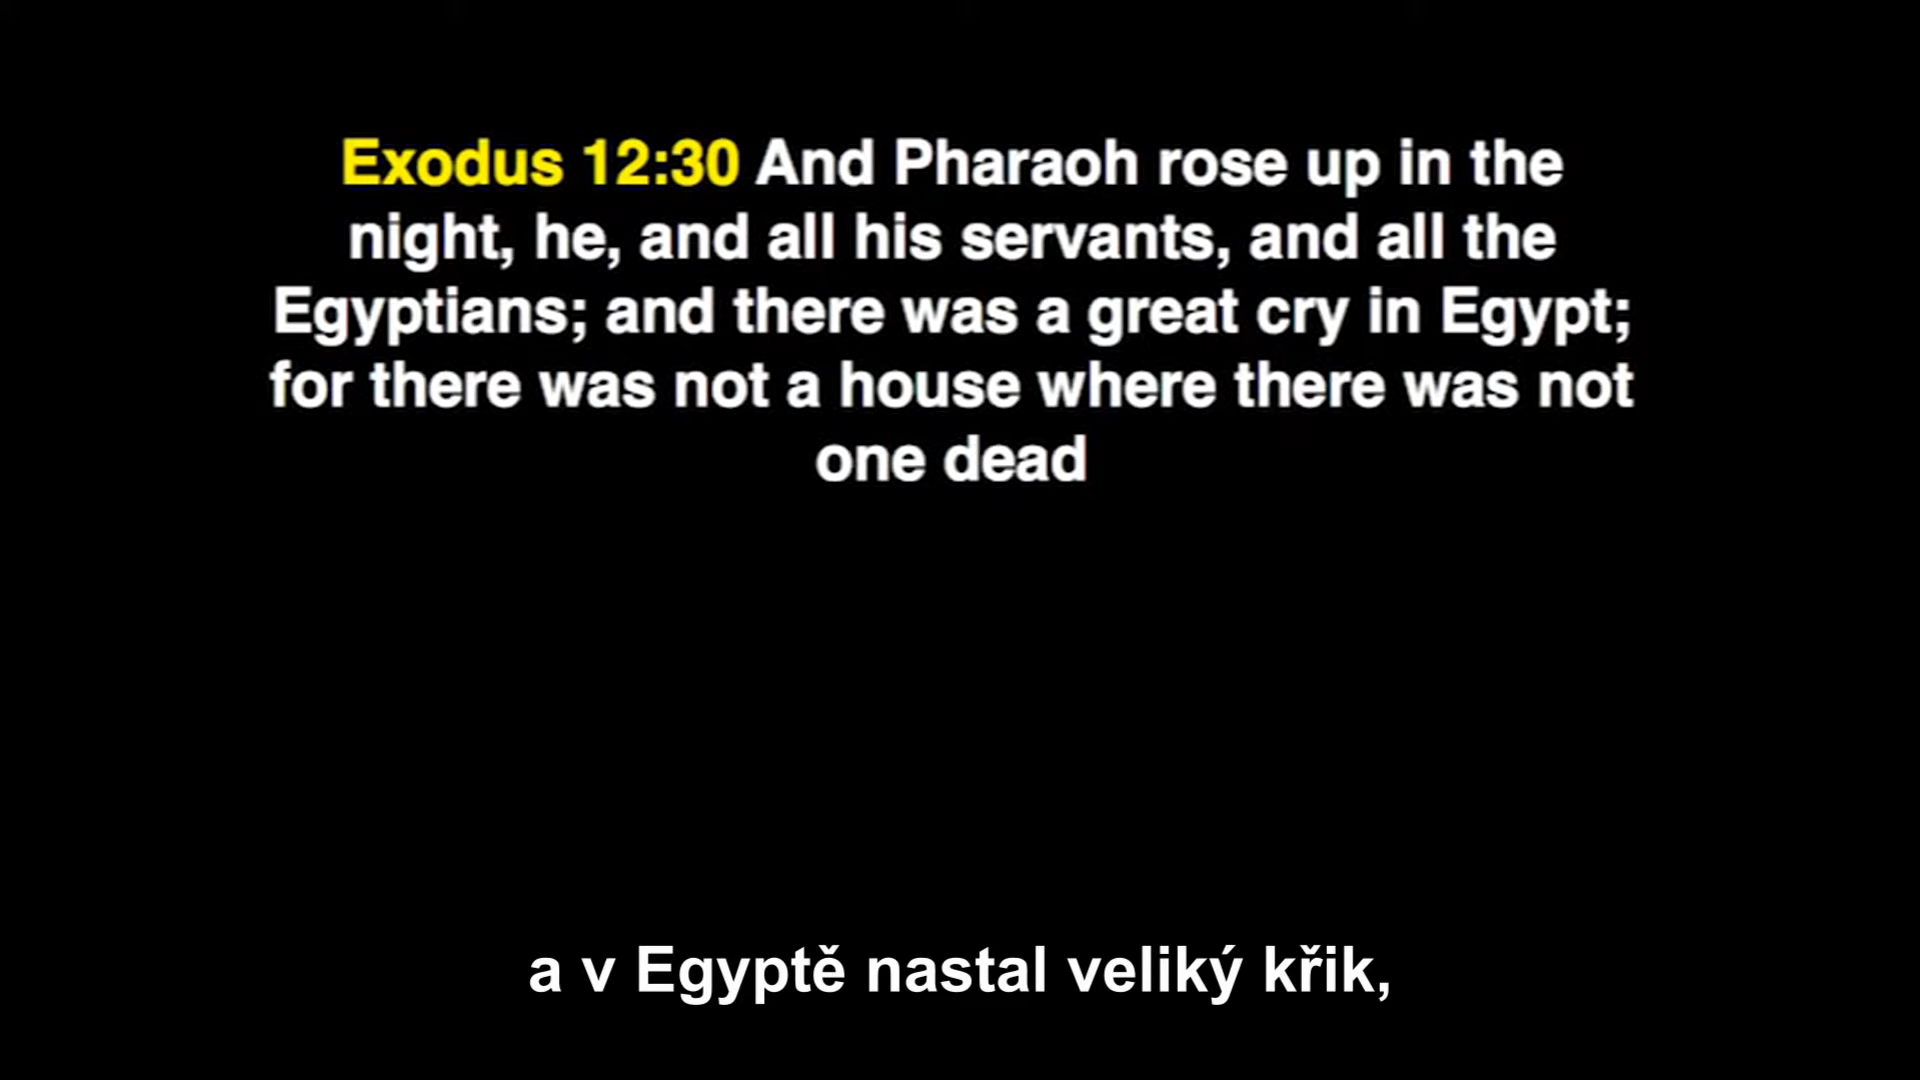 Exodus 12:30 And Pharaoh rose up in the
night, he, and all his servants, and all the
Egyptians; and there was a great cry in Egypt;
for there was not a house where there was not
one dead
a v Egyptě nastal veliký křik,